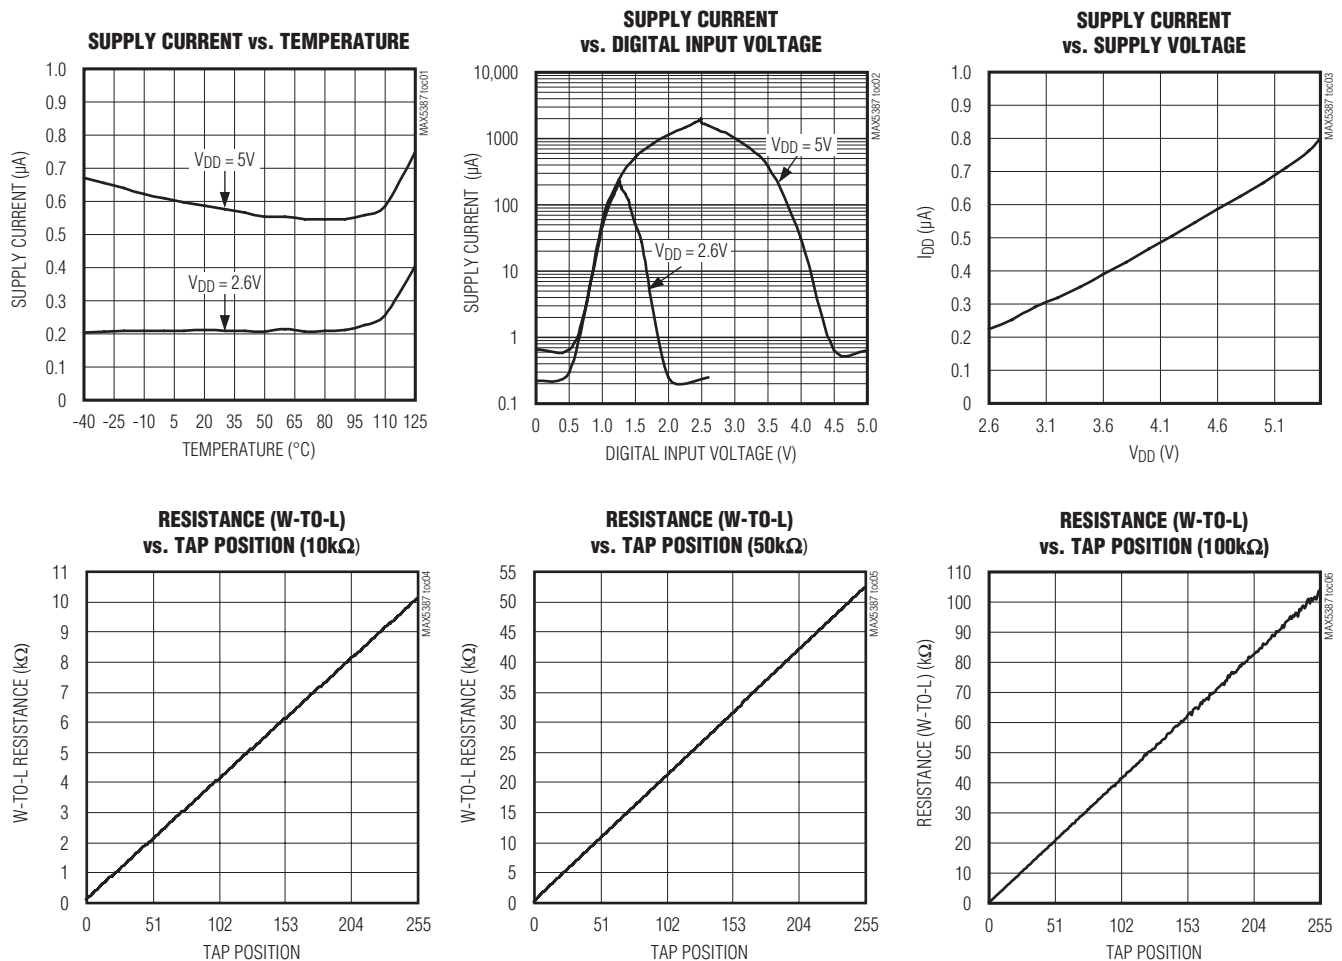 SUPPLY CURRENT vs. TEMPERATURE
1.0
0.9
0.8
0.7
0.6
0.5
0.4
0.3
0.2
0.1
0
SUPPLY CURRENT (µA)
VDD = 5V
VDD = 2.6V
MAX5387 toc01
-40 -25 -10 5 20 35 50 65 80 95 110 125
TEMPERATURE (°C)
SUPPLY CURRENT
vs. DIGITAL INPUT VOLTAGE
10,000
1000
100
10
1
0.1
SUPPLY CURRENT (µA)
VDD = 5V
VDD = 2.6V
MAX5387 toc02
0 0.5 1.0 1.5 2.0 2.5 3.0 3.5 4.0 4.5 5.0
DIGITAL INPUT VOLTAGE (V)
SUPPLY CURRENT
vs. SUPPLY VOLTAGE
1.0
0.9
0.8
0.7
0.6
0.5
0.4
0.3
0.2
0.1
0
IDD (µA)
MAX5387 toc03
2.6 3.1 3.6 4.1 4.6 5.1
VDD (V)
RESISTANCE (W-TO-L)
vs. TAP POSITION (10kΩ)
11
10
9
8
7
6
5
4
3
2
1
0
W-TO-L RESISTANCE (kΩ)
MAX5387 toc04
0 51 102 153 204 255
TAP POSITION
RESISTANCE (W-TO-L)
vs. TAP POSITION (50kΩ)
55
50
45
40
35
30
25
20
15
10
5
0
W-TO-L RESISTANCE (kΩ)
MAX5387 toc05
0 51 102 153 204 255
TAP POSITION
RESISTANCE (W-TO-L)
vs. TAP POSITION (100kΩ)
110
100
90
80
70
60
50
40
30
20
10
0
RESISTANCE (W-TO-L) (kΩ)
MAX5387 toc06
0 51 102 153 204 255
TAP POSITION